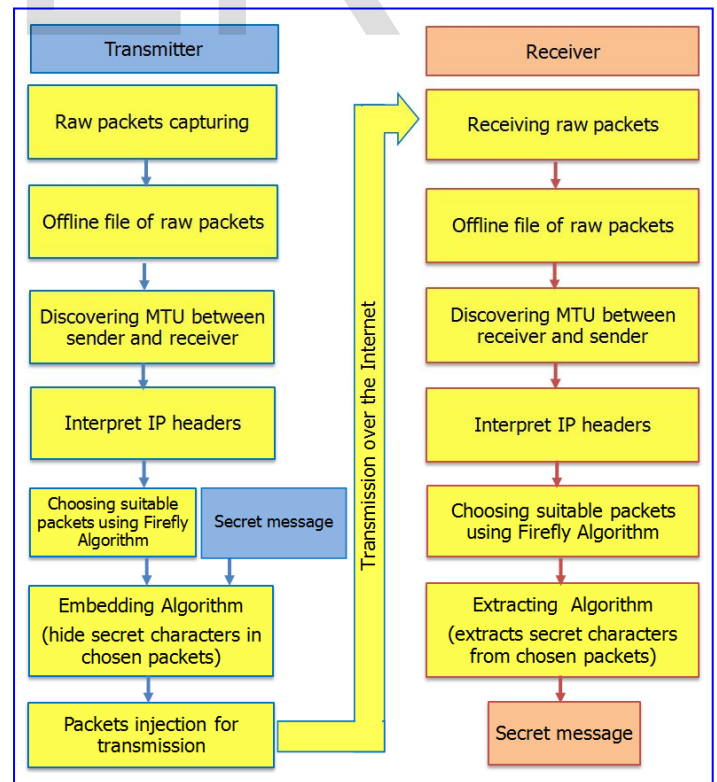 Transmitter
Raw packets capturing
Offline file of raw packets
Discovering MTU between
sender and receiver
Interpret IP headers
Choosing suitable
packets using Firefly
Algorithm
Secret message
Embedding Algorithm
(hide secret characters in
chosen packets)
Packets injection for
transmission
Transmission over the Internet
Receiver
Receiving raw packets
Offline file of raw packets
Discovering MTU between
receiver and sender
Interpret IP headers
Choosing suitable packets
using Firefly Algorithm
Extracting Algorithm
(extracts secret characters
from chosen packets)
Secret message